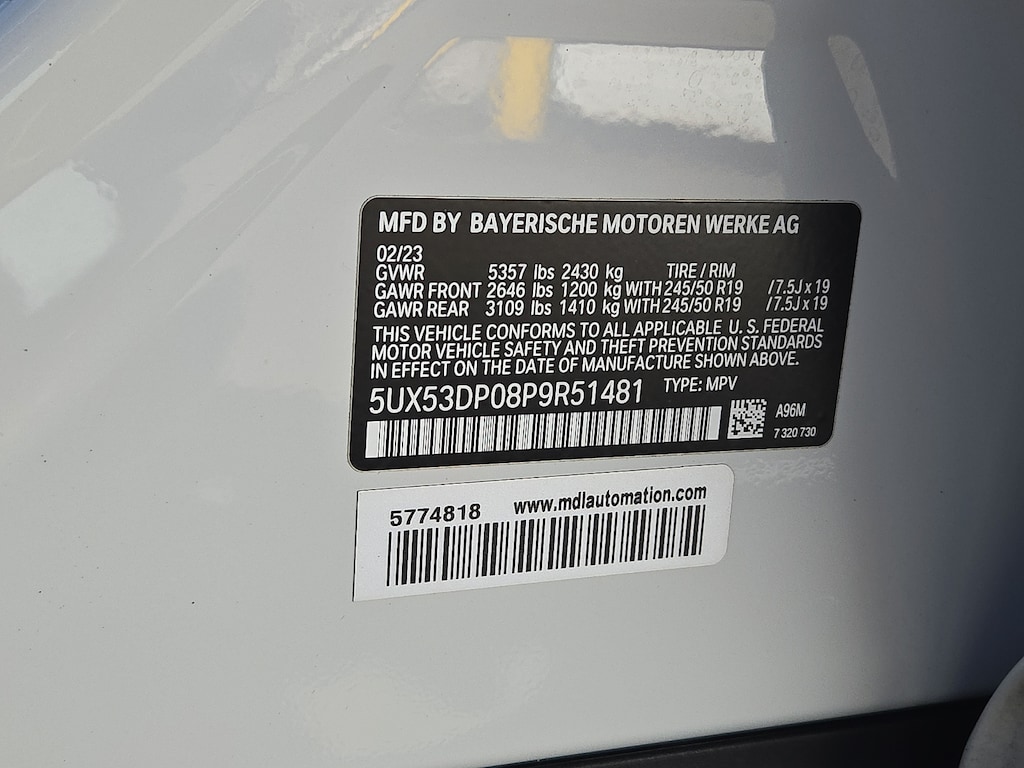 MFD BY BAYERISCHE MOTOREN WERKE AG
02/23
GVWR 5357 lbs 2430 kg TIRE / RIM
GAWR FRONT 2646 lbs 1200 kg WITH 245/50 R19 / 7.5J x 19
GAWR REAR 3109 lbs 1410 kg WITH 245/50 R19 / 7.5J x 19
THIS VEHICLE CONFORMS TO ALL APPLICABLE U. S. FEDERAL
MOTOR VEHICLE SAFETY AND THEFT PREVENTION STANDARDS
IN EFFECT ON THE DATE OF MANUFACTURE SHOWN ABOVE.
5UX53DP08P9R51481 TYPE: MPV
A96M
7 320 730
5774818 www.mdlautomation.com